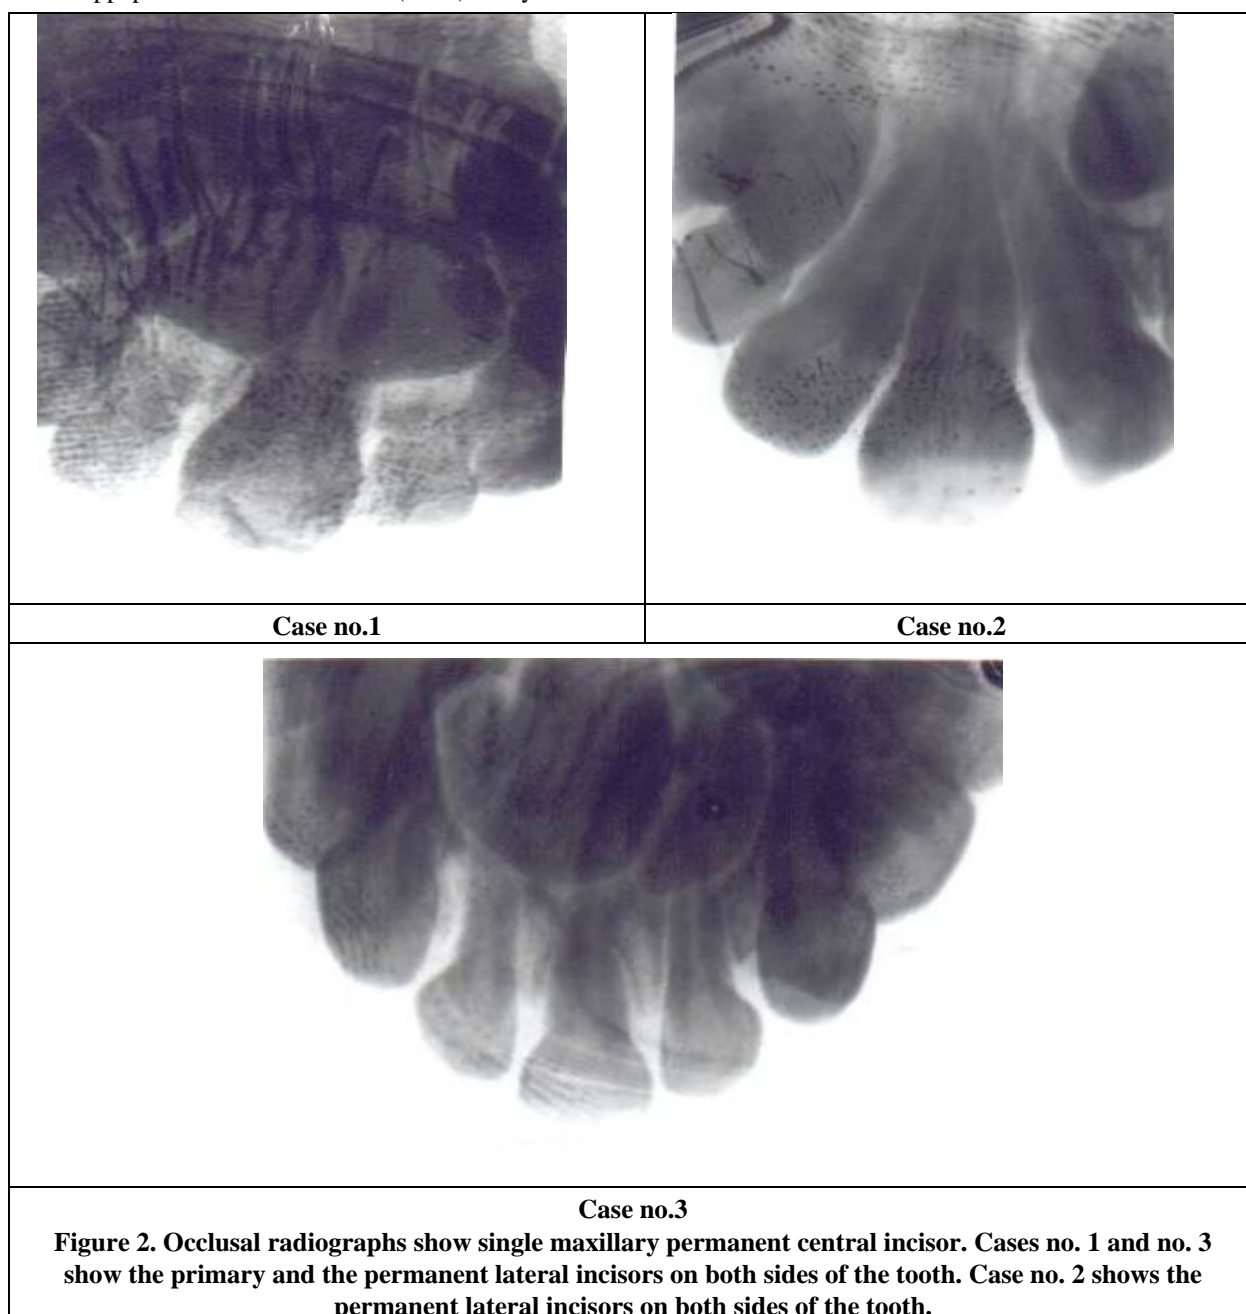 Case no.1
Case no.2
Case no.3
Figure 2. Occlusal radiographs show single maxillary permanent central incisor. Cases no. 1 and no. 3
show the primary and the permanent lateral incisors on both sides of the tooth. Case no. 2 shows the
permanent lateral incisors on both sides of the tooth.